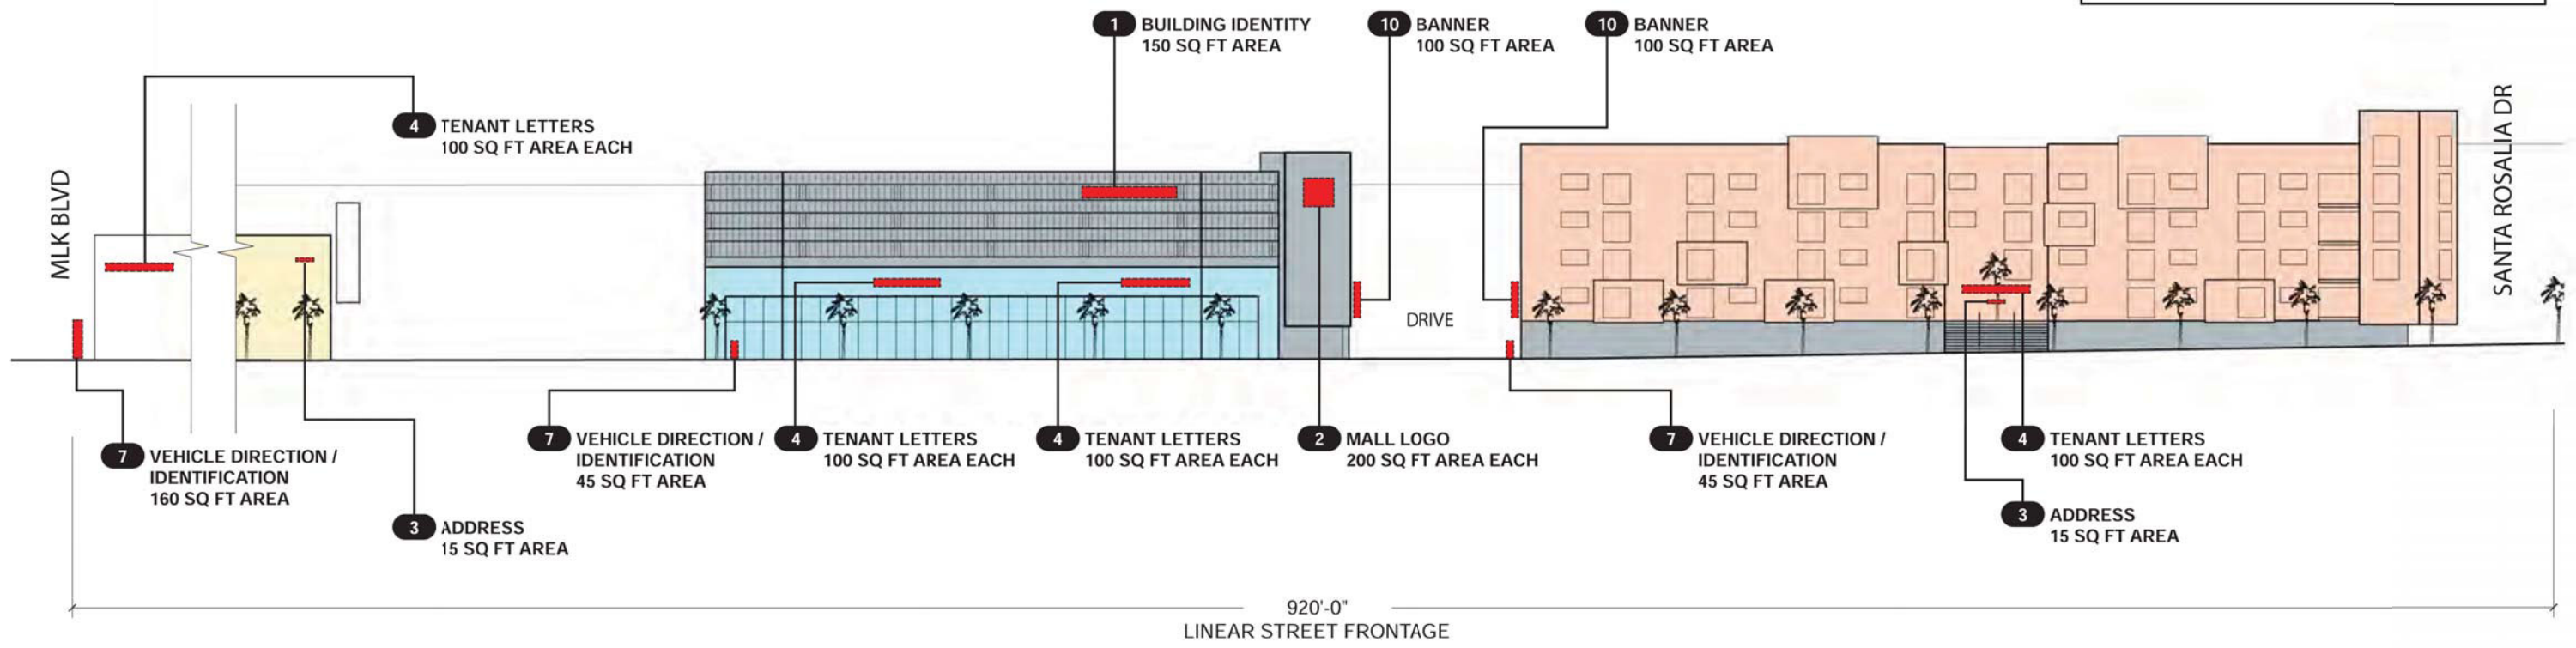 1 BUILDING IDENTITY
150 SQ FT AREA
10 BANNER
100 SQ FT AREA
10 BANNER
100 SQ FT AREA
4 TENANT LETTERS
100 SQ FT AREA EACH
MLK BLVD
SANTA ROSALIA DR
DRIVE
7 VEHICLE DIRECTION /
IDENTIFICATION
160 SQ FT AREA
3 ADDRESS
15 SQ FT AREA
7 VEHICLE DIRECTION /
IDENTIFICATION
45 SQ FT AREA
4 TENANT LETTERS
100 SQ FT AREA EACH
4 TENANT LETTERS
100 SQ FT AREA EACH
2 MALL LOGO
200 SQ FT AREA EACH
7 VEHICLE DIRECTION /
IDENTIFICATION
45 SQ FT AREA
4 TENANT LETTERS
100 SQ FT AREA EACH
3 ADDRESS
15 SQ FT AREA
920'-0"
LINEAR STREET FRONTAGE